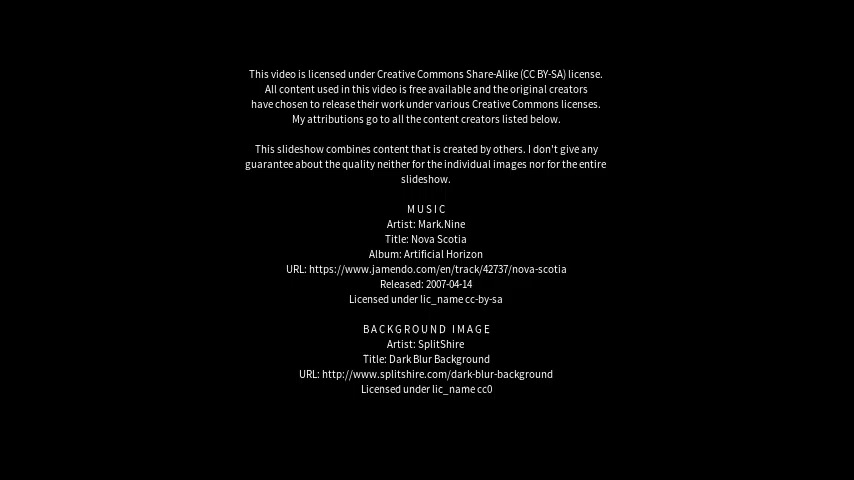 This video is licensed under Creative Commons Share-Alike (CC BY-SA) license.
All content used in this video is free available and the original creators
have chosen to release their work under various Creative Commons licenses.
My attributions go to all the content creators listed below.
This slideshow combines content that is created by others. I don't give any
guarantee about the quality neither for the individual images nor for the entire
slideshow.
MUSIC
Artist: Mark.Nine
Title: Nova Scotia
Album: Artificial Horizon
URL: https://www.jamendo.com/en/track/42737/nova-scotia
Released: 2007-04-14
Licensed under lic_name cc-by-sa
BACKGROUND IMAGE
Artist: SplitShire
Title: Dark Blur Background
URL: http://www.splitshire.com/dark-blur-background
Licensed under lic_name cc0